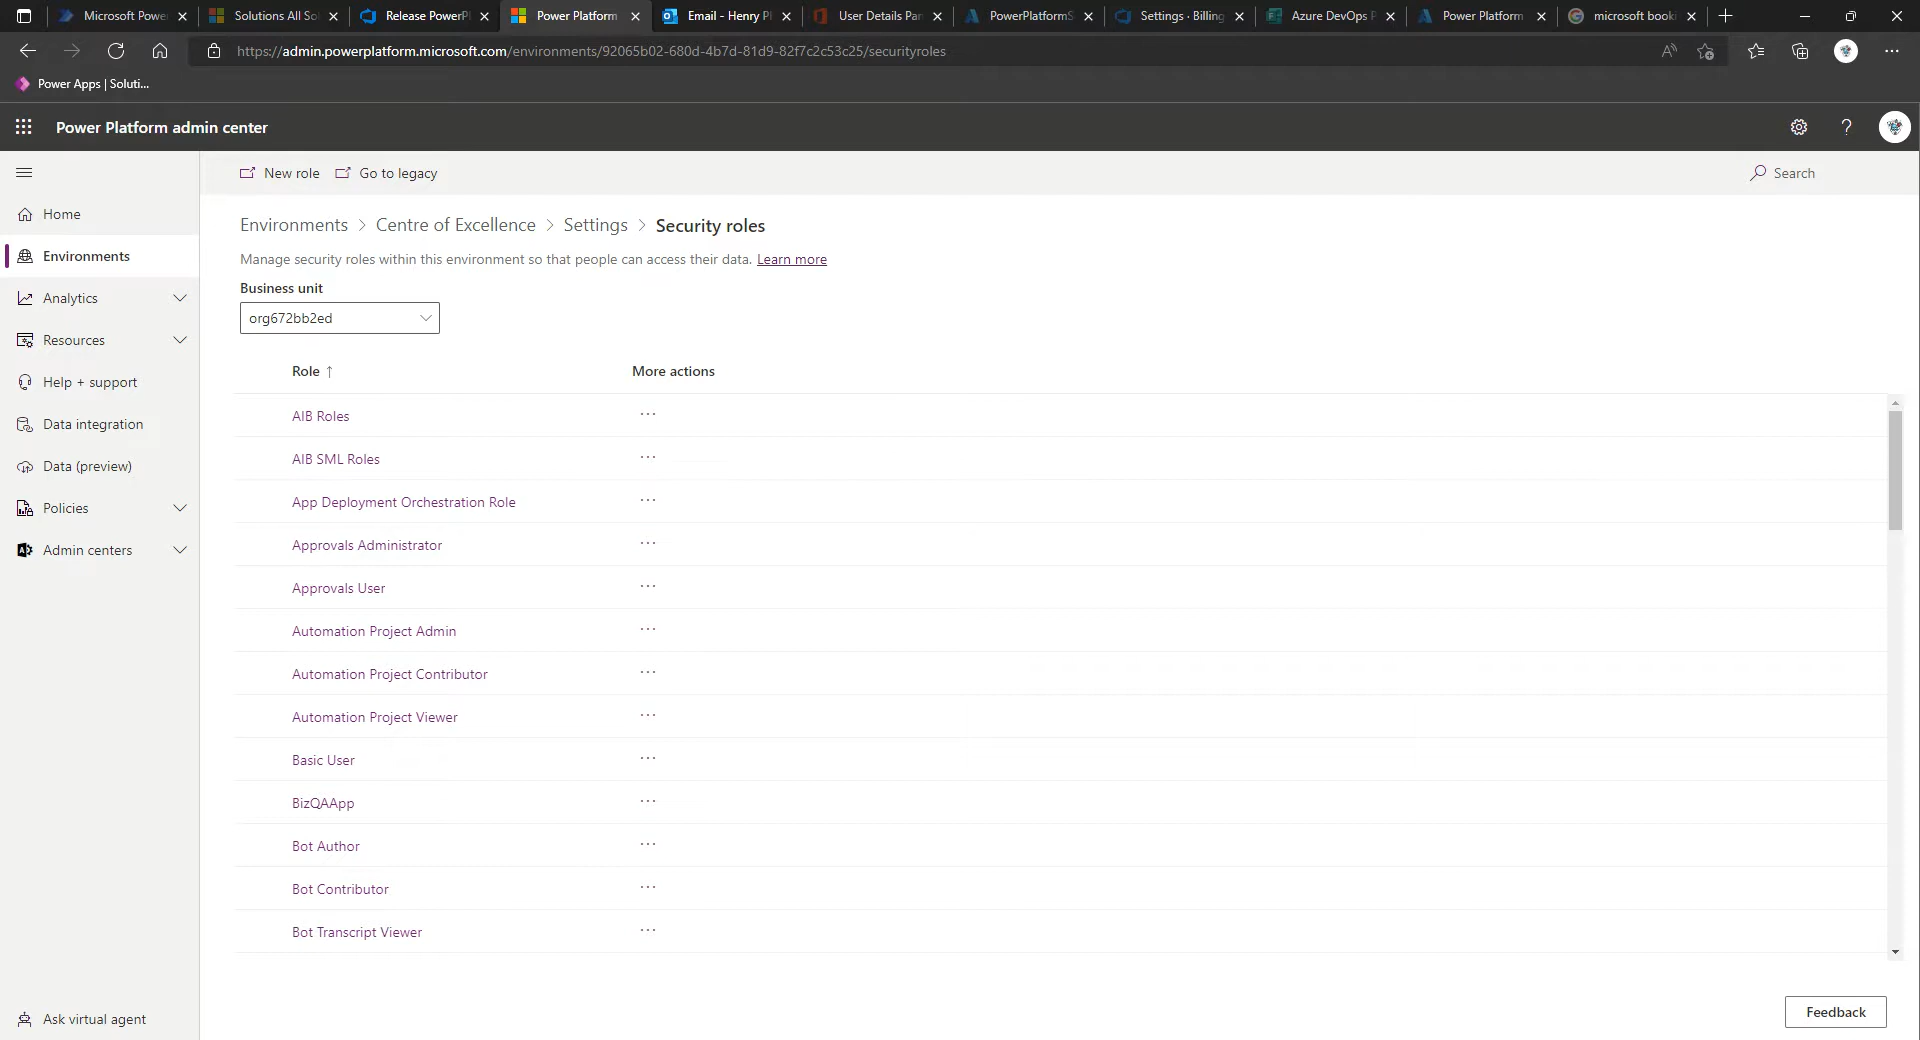 Microsoft Powe
Solutions All So
Release PowerPl
Power Platform
Email - Henry P
User Details Pa
PowerPlatformS
Settings · Billing
Azure DevOps P
Power Platform
microsoft book
https://admin.powerplatform.microsoft.com/environments/92065b02-680d-4b7d-81d9-82f7c2c53c25/securityroles
Power Apps | Soluti...
Power Platform admin center
?
New role
Go to legacy
Search
Home
Environments
Analytics
Resources
Help + support
Data integration
Data (preview)
Policies
Admin centers
Ask virtual agent
Environments > Centre of Excellence > Settings > Security roles
Manage security roles within this environment so that people can access their data. Learn more
Business unit
org672bb2ed
Role ↑ More actions
AIB Roles ...
AIB SML Roles ...
App Deployment Orchestration Role ...
Approvals Administrator ...
Approvals User ...
Automation Project Admin ...
Automation Project Contributor ...
Automation Project Viewer ...
Basic User ...
BizQAApp ...
Bot Author ...
Bot Contributor ...
Bot Transcript Viewer ...
Feedback